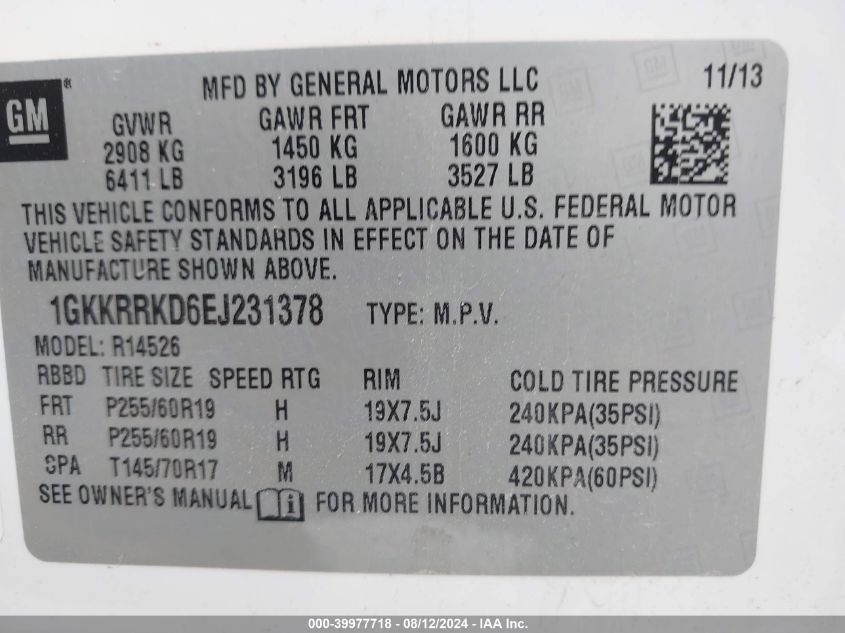 GM
®
MFD BY GENERAL MOTORS LLC 11/13
GVWR GAWR FRT GAWR RR
2908 KG 1450 KG 1600 KG
6411 LB 3196 LB 3527 LB
THIS VEHICLE CONFORMS TO ALL APPLICABLE U.S. FEDERAL MOTOR
VEHICLE SAFETY STANDARDS IN EFFECT ON THE DATE OF
MANUFACTURE SHOWN ABOVE.
1GKKRRKD6EJ231378 TYPE: M.P.V.
MODEL: R14526
RBBD TIRE SIZE SPEED RTG RIM COLD TIRE PRESSURE
FRT P255/60R19 H 19X7.5J 240KPA(35PSI)
RR P255/60R19 H 19X7.5J 240KPA(35PSI)
SPA T145/70R17 M 17X4.5B 420KPA(60PSI)
SEE OWNER'S MANUAL i FOR MORE INFORMATION.
000-39977718 - 08/12/2024 - IAA Inc.